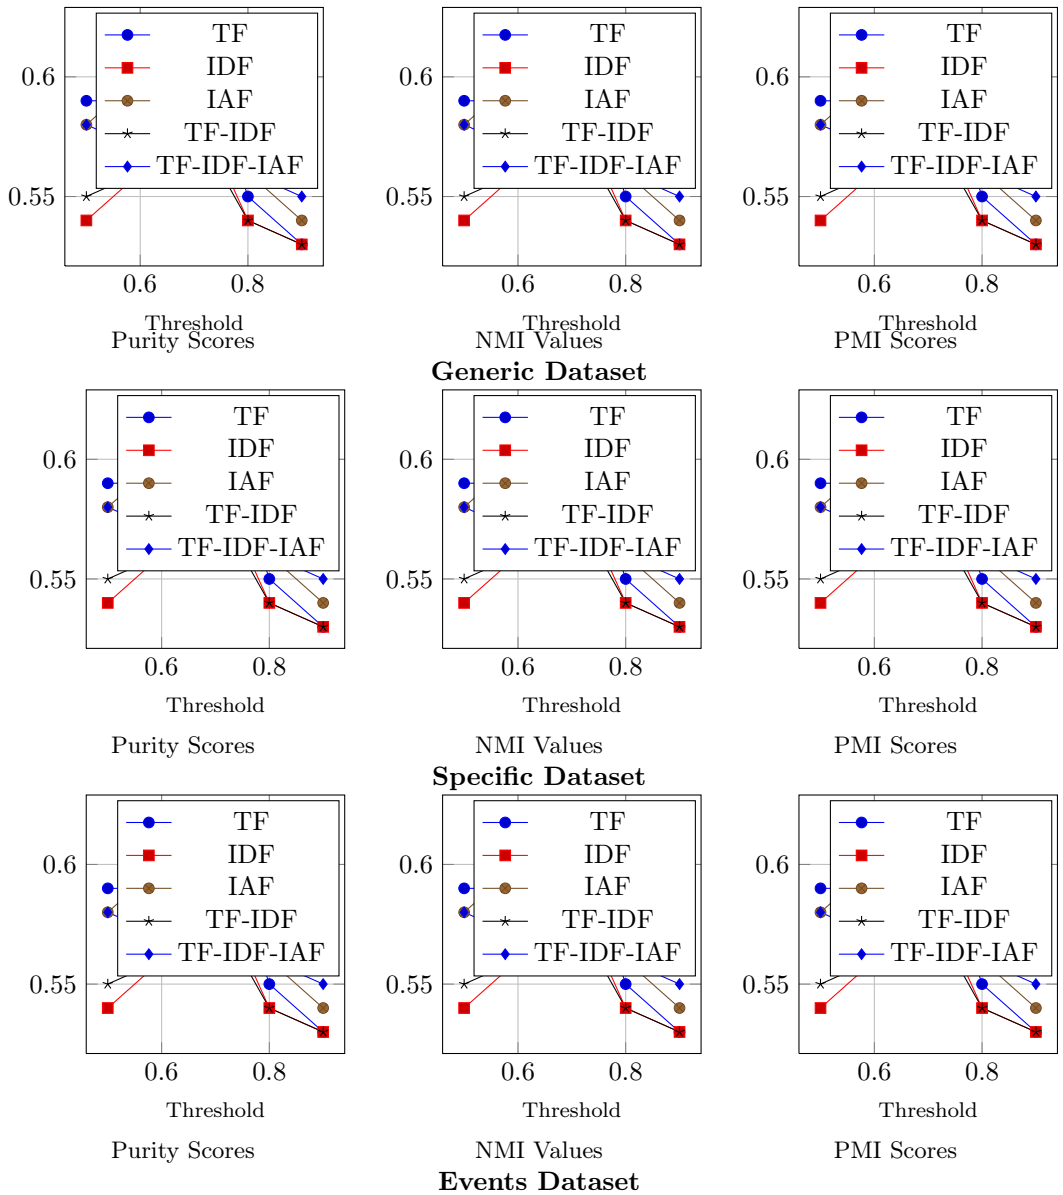 TF
IDF
IAF
TF-IDF
TF-IDF-IAF
0.6
0.55
0.6 0.8
Threshold
Purity Scores
TF
IDF
IAF
TF-IDF
TF-IDF-IAF
0.6
0.55
0.6 0.8
Threshold
NMI Values
TF
IDF
IAF
TF-IDF
TF-IDF-IAF
0.6
0.55
0.6 0.8
Threshold
PMI Scores
Generic Dataset
TF
IDF
IAF
TF-IDF
TF-IDF-IAF
0.6
0.55
0.6 0.8
Threshold
Purity Scores
TF
IDF
IAF
TF-IDF
TF-IDF-IAF
0.6
0.55
0.6 0.8
Threshold
NMI Values
TF
IDF
IAF
TF-IDF
TF-IDF-IAF
0.6
0.55
0.6 0.8
Threshold
PMI Scores
Specific Dataset
TF
IDF
IAF
TF-IDF
TF-IDF-IAF
0.6
0.55
0.6 0.8
Threshold
Purity Scores
TF
IDF
IAF
TF-IDF
TF-IDF-IAF
0.6
0.55
0.6 0.8
Threshold
NMI Values
TF
IDF
IAF
TF-IDF
TF-IDF-IAF
0.6
0.55
0.6 0.8
Threshold
PMI Scores
Events Dataset